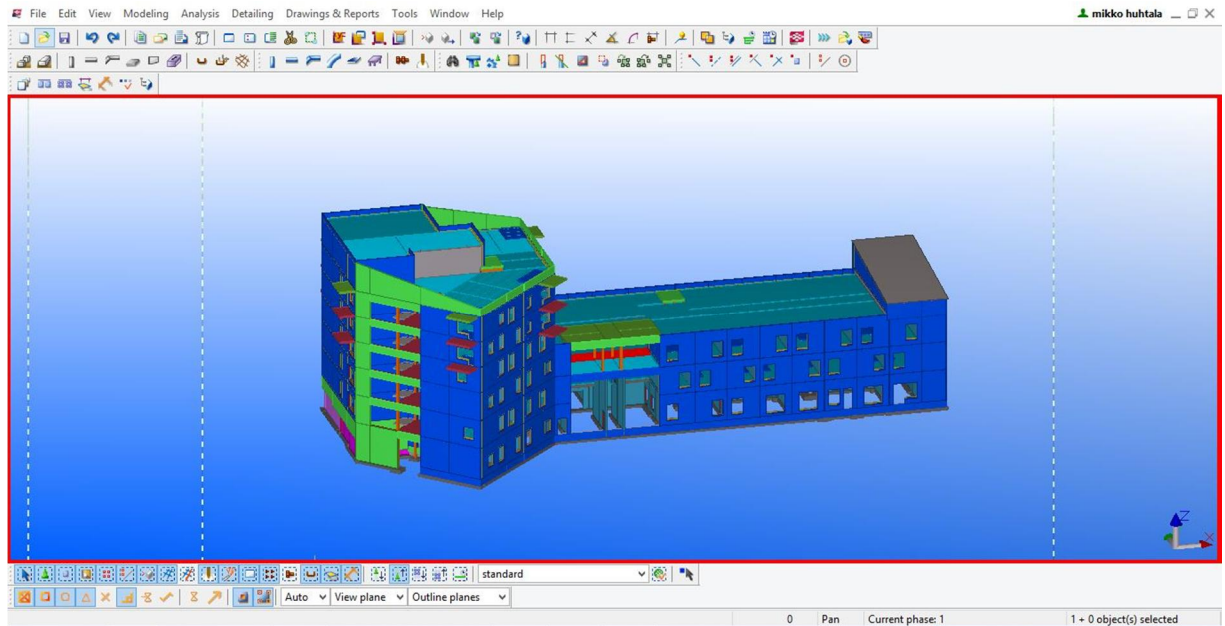 File Edit View Modeling Analysis Detailing Drawings & Reports Tools Window Help mikko huhtala
Z
X
standard
Auto View plane Outline planes
0 Pan Current phase: 1 1 + 0 object(s) selected